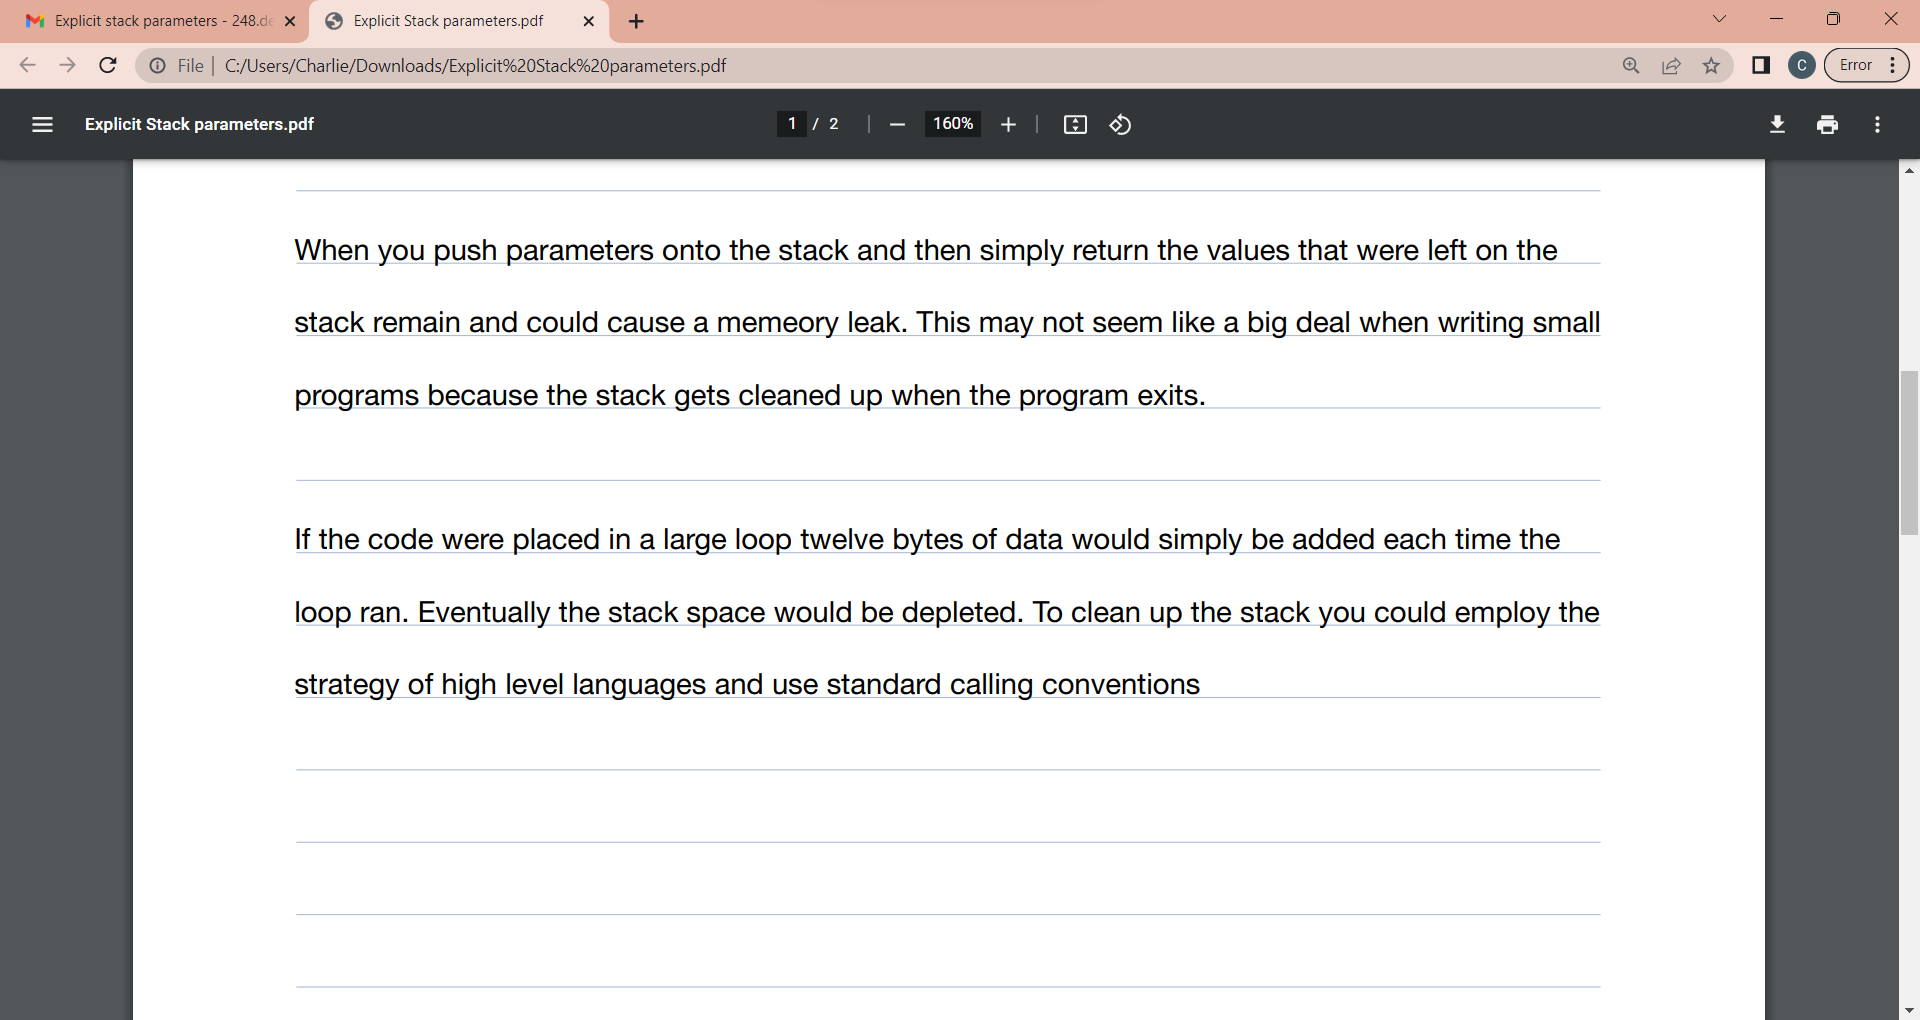 Explicit stack parameters - 248.de
Explicit Stack parameters.pdf
File
C:/Users/Charlie/Downloads/Explicit%20Stack%20parameters.pdf
C
Error
Explicit Stack parameters.pdf
1 / 2
160%
When you push parameters onto the stack and then simply return the values that were left on the
stack remain and could cause a memeory leak. This may not seem like a big deal when writing small
programs because the stack gets cleaned up when the program exits.
If the code were placed in a large loop twelve bytes of data would simply be added each time the
loop ran. Eventually the stack space would be depleted. To clean up the stack you could employ the
strategy of high level languages and use standard calling conventions